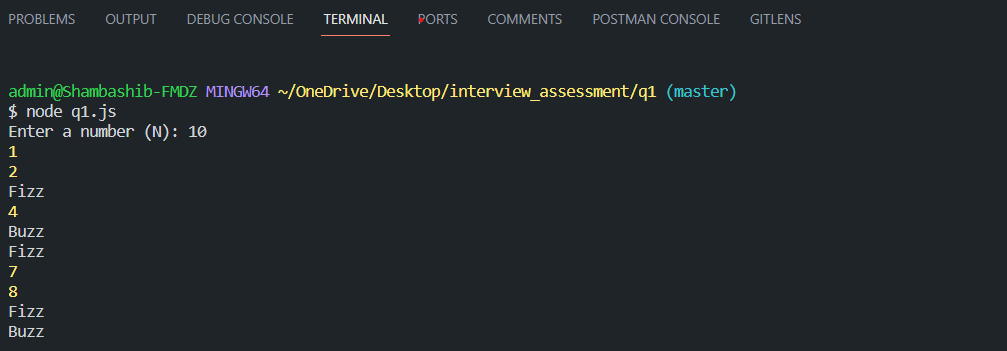 PROBLEMS OUTPUT DEBUG CONSOLE TERMINAL PORTS COMMENTS POSTMAN CONSOLE GITLENS
admin@Shambashib-FMDZ MINGW64 ~/OneDrive/Desktop/interview_assessment/q1 (master)
$ node q1.js
Enter a number (N): 10
1
2
Fizz
4
Buzz
Fizz
7
8
Fizz
Buzz